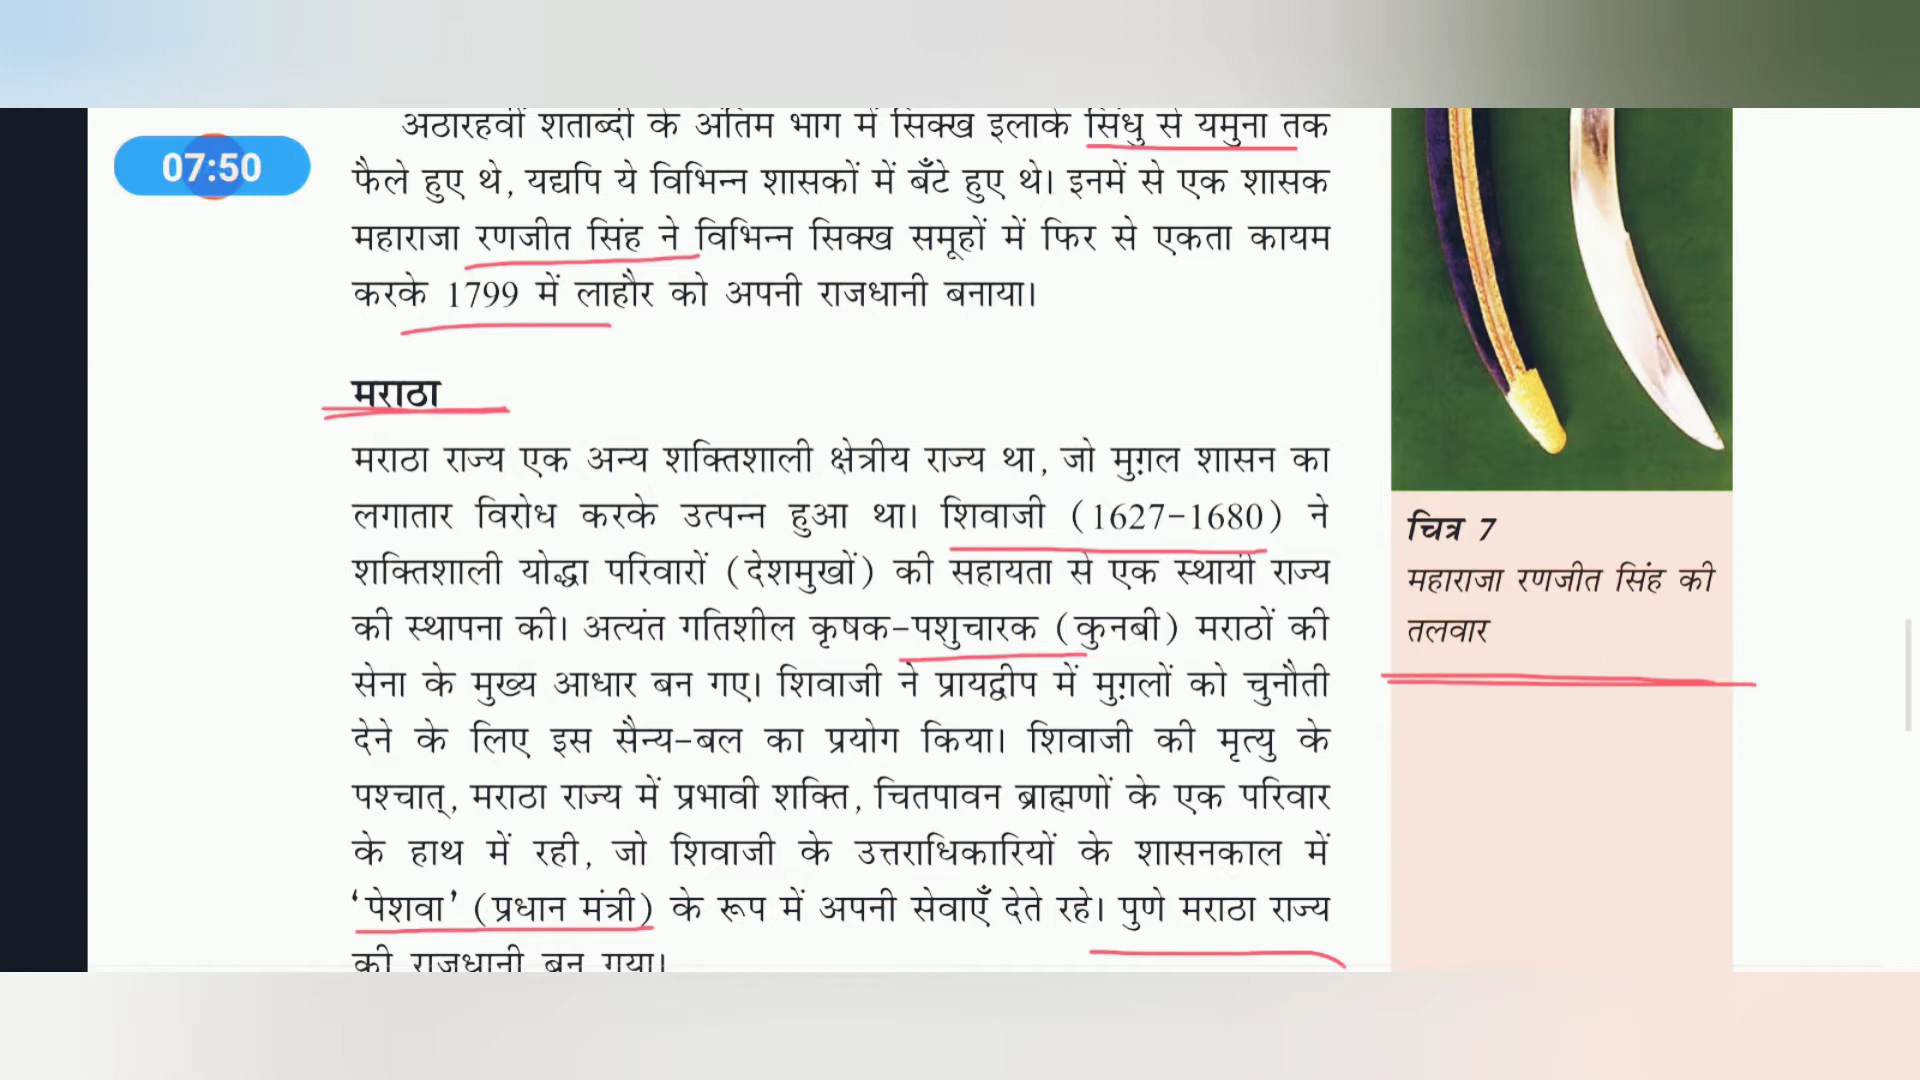 07:50
अठारहवीं शताब्दी के अंतिम भाग में सिक्ख इलाके सिंधु से यमुना तक
फैले हुए थे, यद्यपि ये विभिन्न शासकों में बँटे हुए थे। इनमें से एक शासक
महाराजा रणजीत सिंह ने विभिन्न सिक्ख समूहों में फिर से एकता कायम
करके 1799 में लाहौर को अपनी राजधानी बनाया।
मराठा
मराठा राज्य एक अन्य शक्तिशाली क्षेत्रीय राज्य था, जो मुग़ल शासन का
लगातार विरोध करके उत्पन्न हुआ था। शिवाजी (1627-1680) ने
शक्तिशाली योद्धा परिवारों (देशमुखों) की सहायता से एक स्थायी राज्य
की स्थापना की। अत्यंत गतिशील कृषक-पशुचारक (कुनबी) मराठों की
सेना के मुख्य आधार बन गए। शिवाजी ने प्रायद्वीप में मुग़लों को चुनौती
देने के लिए इस सैन्य-बल का प्रयोग किया। शिवाजी की मृत्यु के
पश्चात्, मराठा राज्य में प्रभावी शक्ति, चितपावन ब्राह्मणों के एक परिवार
के हाथ में रही, जो शिवाजी के उत्तराधिकारियों के शासनकाल में
‘पेशवा’ (प्रधान मंत्री) के रूप में अपनी सेवाएँ देते रहे। पुणे मराठा राज्य
की राजधानी बन गया।
चित्र 7
महाराजा रणजीत सिंह की
तलवार